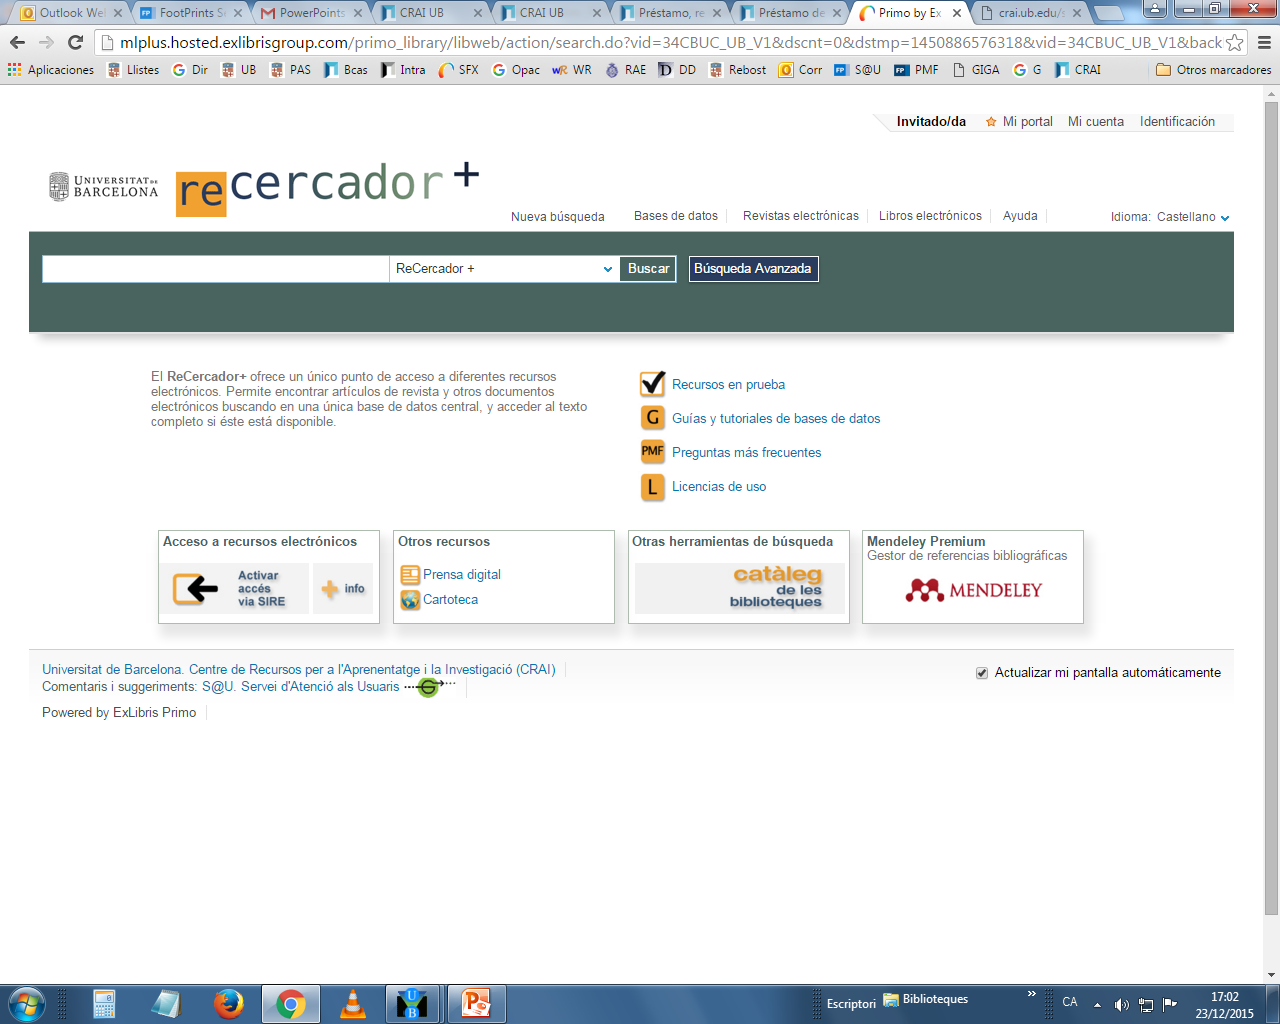 Outlook We
FootPrints S
PowerPoints
CRAI UB
CRAI UB
Préstamo, re
Préstamo de
Primo by Ex
crai.ub.edu/s
mlplus.hosted.exlibrisgroup.com/primo_library/libweb/action/search.do?vid=34CBUC_UB_V1&dscnt=0&dstmp=1450886576318&vid=34CBUC_UB_V1&back
Aplicaciones Llistes Dir UB PAS Bcas Intra SFX Opac WR RAE DD Rebost Corr S@U PMF GIGA G CRAI Otros marcadores
Invitado/da Mi portal Mi cuenta Identificación
UNIVERSITAT DE
BARCELONA
recercador+
Nueva búsqueda Bases de datos Revistas electrónicas Libros electrónicos Ayuda Idioma: Castellano
ReCercador + Buscar Búsqueda Avanzada
El ReCercador+ ofrece un único punto de acceso a diferentes recursos
electrónicos. Permite encontrar artículos de revista y otros documentos
electrónicos buscando en una única base de datos central, y acceder al texto
completo si éste está disponible.
Recursos en prueba
G Guías y tutoriales de bases de datos
PMF Preguntas más frecuentes
L Licencias de uso
Acceso a recursos electrónicos
Activar
accés
via SIRE
+ info
Otros recursos
Prensa digital
Cartoteca
Otras herramientas de búsqueda
catàleg
de les
biblioteques
Mendeley Premium
Gestor de referencias bibliográficas
MENDELEY
Universitat de Barcelona. Centre de Recursos per a l'Aprenentatge i la Investigació (CRAI)
Comentaris i suggeriments: S@U. Servei d'Atenció als Usuaris
Powered by ExLibris Primo
Actualizar mi pantalla automáticamente
UB
Escriptori Biblioteques » CA
17:02
23/12/2015